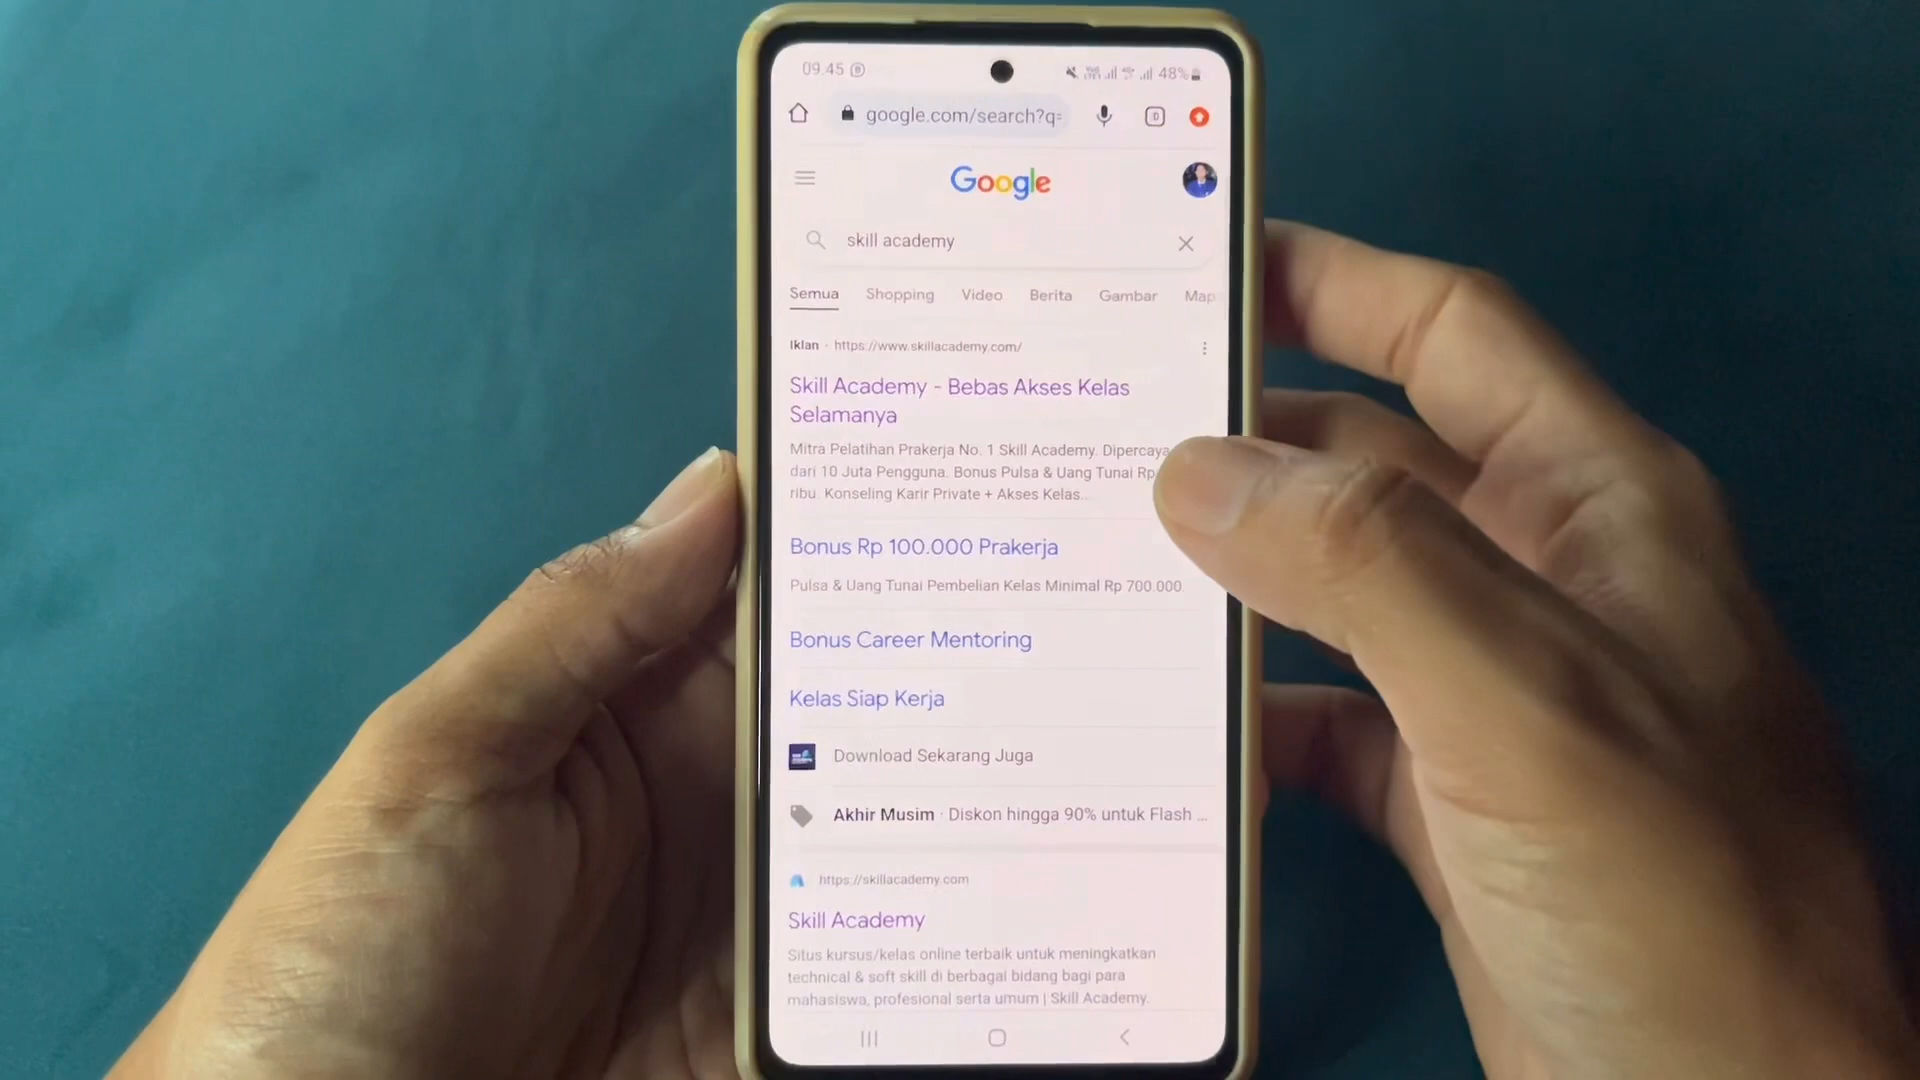 09.45
48%
google.com/search?q=
Google
skill academy
Semua Shopping Video Berita Gambar Map
Iklan · https://www.skillacademy.com/
Skill Academy - Bebas Akses Kelas
Selamanya
Mitra Pelatihan Prakerja No. 1 Skill Academy. Dipercaya
dari 10 Juta Pengguna. Bonus Pulsa & Uang Tunai Rp
ribu. Konseling Karir Private + Akses Kelas...
Bonus Rp 100.000 Prakerja
Pulsa & Uang Tunai Pembelian Kelas Minimal Rp 700.000
Bonus Career Mentoring
Kelas Siap Kerja
Download Sekarang Juga
Akhir Musim · Diskon hingga 90% untuk Flash ...
https://skillacademy.com
Skill Academy
Situs kursus/kelas online terbaik untuk meningkatkan
technical & soft skill di berbagai bidang bagi para
mahasiswa, profesional serta umum | Skill Academy.